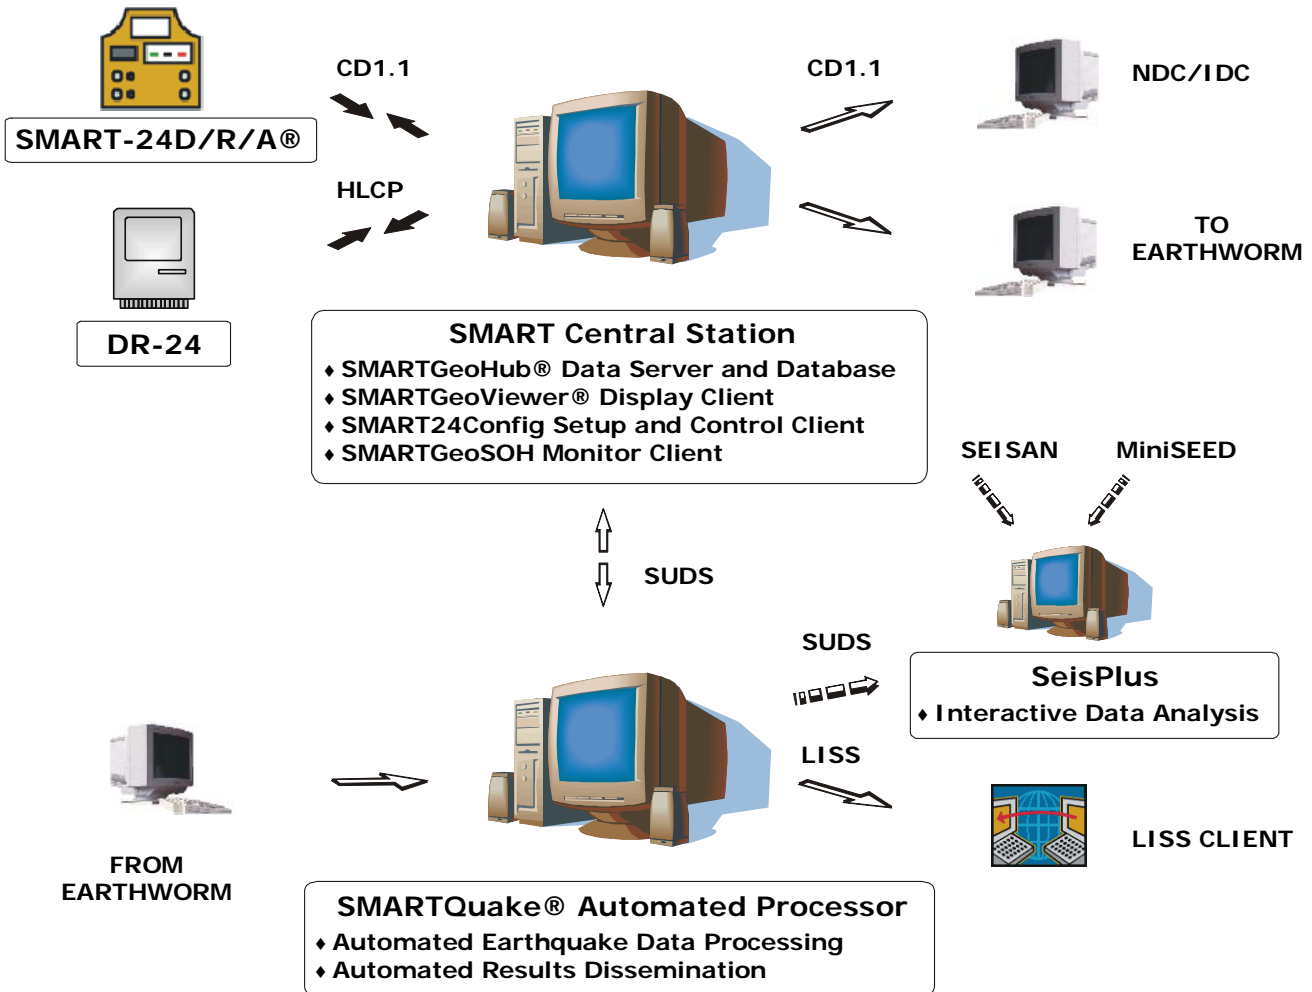 CD1.1
CD1.1
NDC/IDC
SMART-24D/R/A®
HLCP
TO
EARTHWORM
DR-24
SMART Central Station
♦ SMARTGeoHub® Data Server and Database
♦ SMARTGeoViewer® Display Client
♦ SMART24Config Setup and Control Client
♦ SMARTGeoSOH Monitor Client
SEISAN
MiniSEED
SUDS
SUDS
SeisPlus
♦ Interactive Data Analysis
LISS
LISS CLIENT
FROM
EARTHWORM
SMARTQuake® Automated Processor
♦ Automated Earthquake Data Processing
♦ Automated Results Dissemination